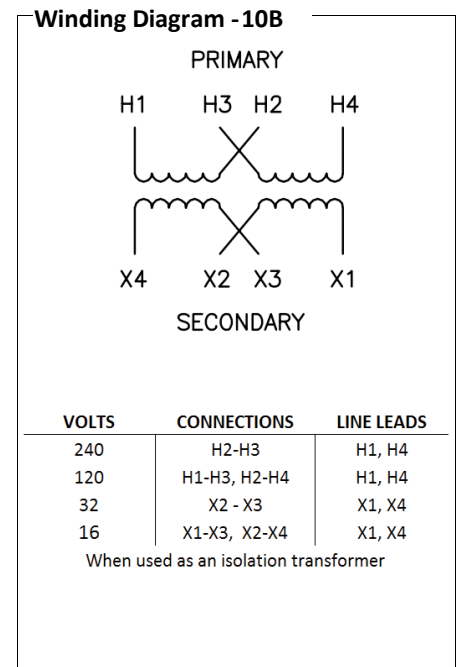 Winding Diagram - 10B
PRIMARY
H1 H3 H2 H4
X4 X2 X3 X1
SECONDARY
VOLTS CONNECTIONS LINE LEADS
240 H2-H3 H1, H4
120 H1-H3, H2-H4 H1, H4
32 X2 - X3 X1, X4
16 X1-X3, X2-X4 X1, X4
When used as an isolation transformer